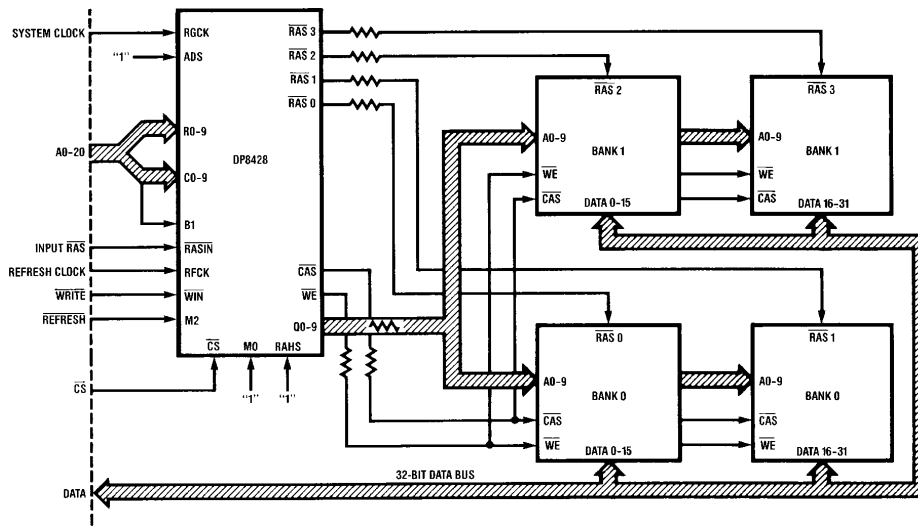 SYSTEM CLOCK
"1"
A0-20
INPUT RAS
REFRESH CLOCK
WRITE
REFRESH
CS
DATA
RGCK
ADS
R0-9
C0-9
B1
RASIN
RFCK
WIN
M2
DP8428
CS
MO
RAHS
"1"
"1"
RAS 3
RAS 2
RAS 1
RAS 0
CAS
WE
Q0-9
RAS 2
A0-9
BANK 1
WE
CAS
DATA 0-15
RAS 3
A0-9
BANK 1
WE
CAS
DATA 16-31
RAS 0
A0-9
BANK 0
CAS
WE
DATA 0-15
RAS 1
A0-9
BANK 0
CAS
WE
DATA 16-31
32-BIT DATA BUS